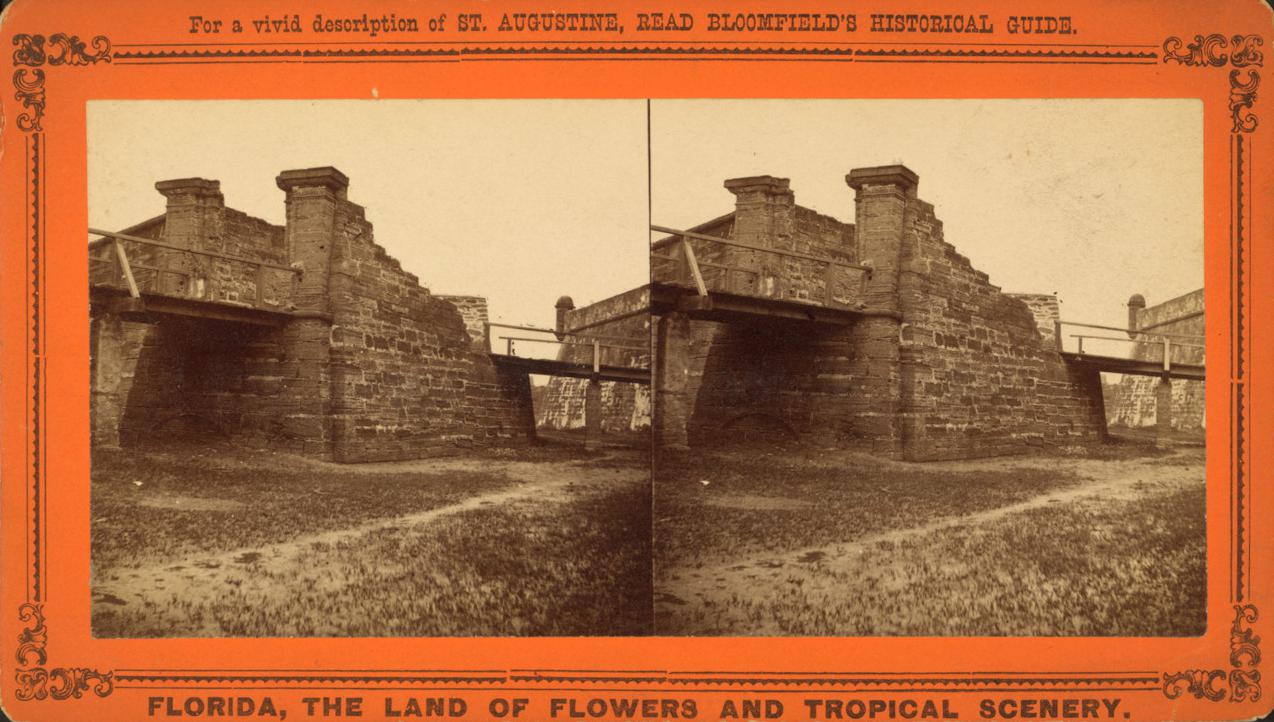 For a vivid description of ST. AUGUSTINE, READ BLOOMFIELD'S HISTORICAL GUIDE.
FLORIDA, THE LAND OF FLOWERS AND TROPICAL SCENERY.